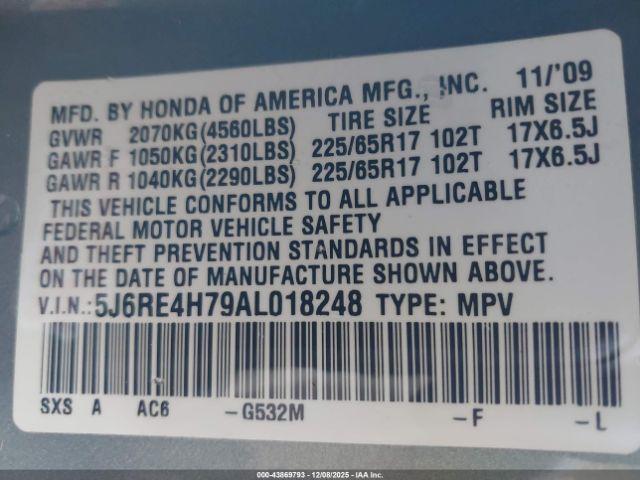 MFD. BY HONDA OF AMERICA MFG., INC. 11/'09
GVWR 2070KG(4560LBS) TIRE SIZE RIM SIZE
GAWR F 1050KG(2310LBS) 225/65R17 102T 17X6.5J
GAWR R 1040KG(2290LBS) 225/65R17 102T 17X6.5J
THIS VEHICLE CONFORMS TO ALL APPLICABLE
FEDERAL MOTOR VEHICLE SAFETY
AND THEFT PREVENTION STANDARDS IN EFFECT
ON THE DATE OF MANUFACTURE SHOWN ABOVE.
V.I.N.: 5J6RE4H79AL018248 TYPE: MPV
SXS A AC6 -G532M -F -L
000-43869793 - 12/08/2025 - IAA Inc.